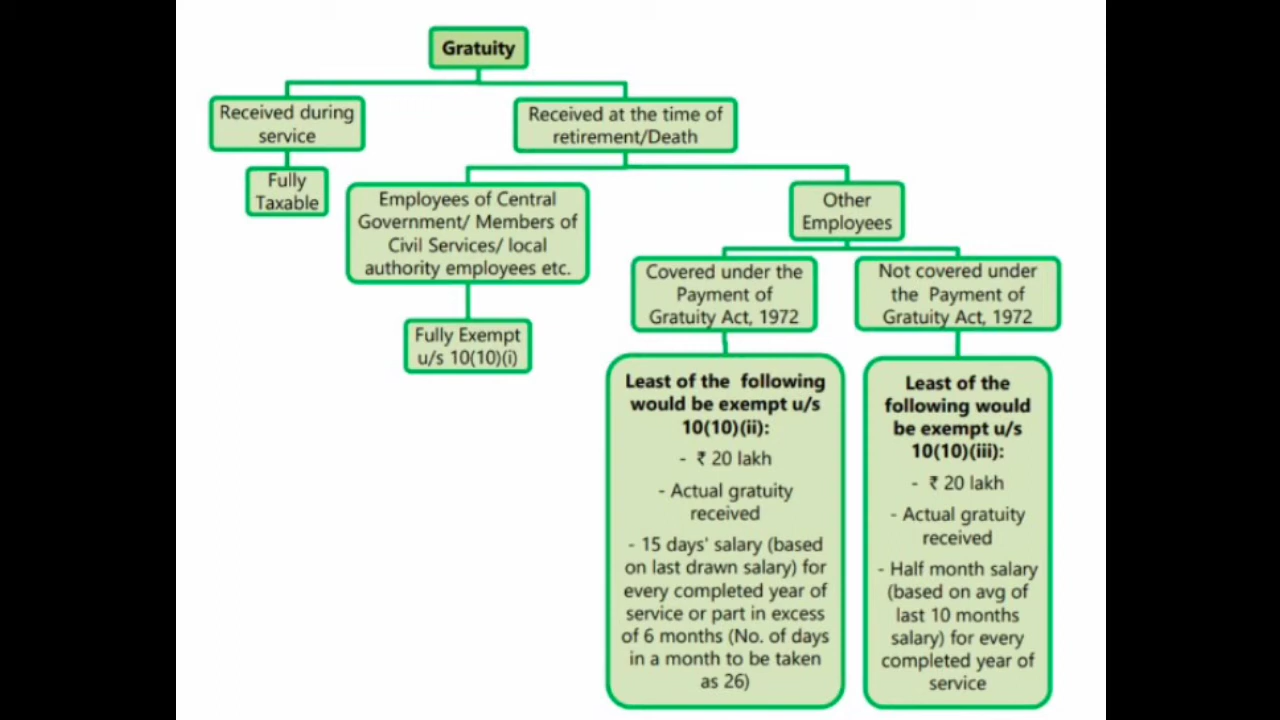 Gratuity
Received during
service
Received at the time of
retirement/Death
Fully
Taxable
Employees of Central
Government/ Members of
Civil Services/ local
authority employees etc.
Other
Employees
Fully Exempt
u/s 10(10)(i)
Covered under the
Payment of
Gratuity Act, 1972
Not covered under
the Payment of
Gratuity Act, 1972
Least of the following
would be exempt u/s
10(10)(ii):
- ₹ 20 lakh
- Actual gratuity
received
- 15 days' salary (based
on last drawn salary) for
every completed year of
service or part in excess
of 6 months (No. of days
in a month to be taken
as 26)
Least of the
following would
be exempt u/s
10(10)(iii):
- ₹ 20 lakh
- Actual gratuity
received
- Half month salary
(based on avg of
last 10 months
salary) for every
completed year of
service